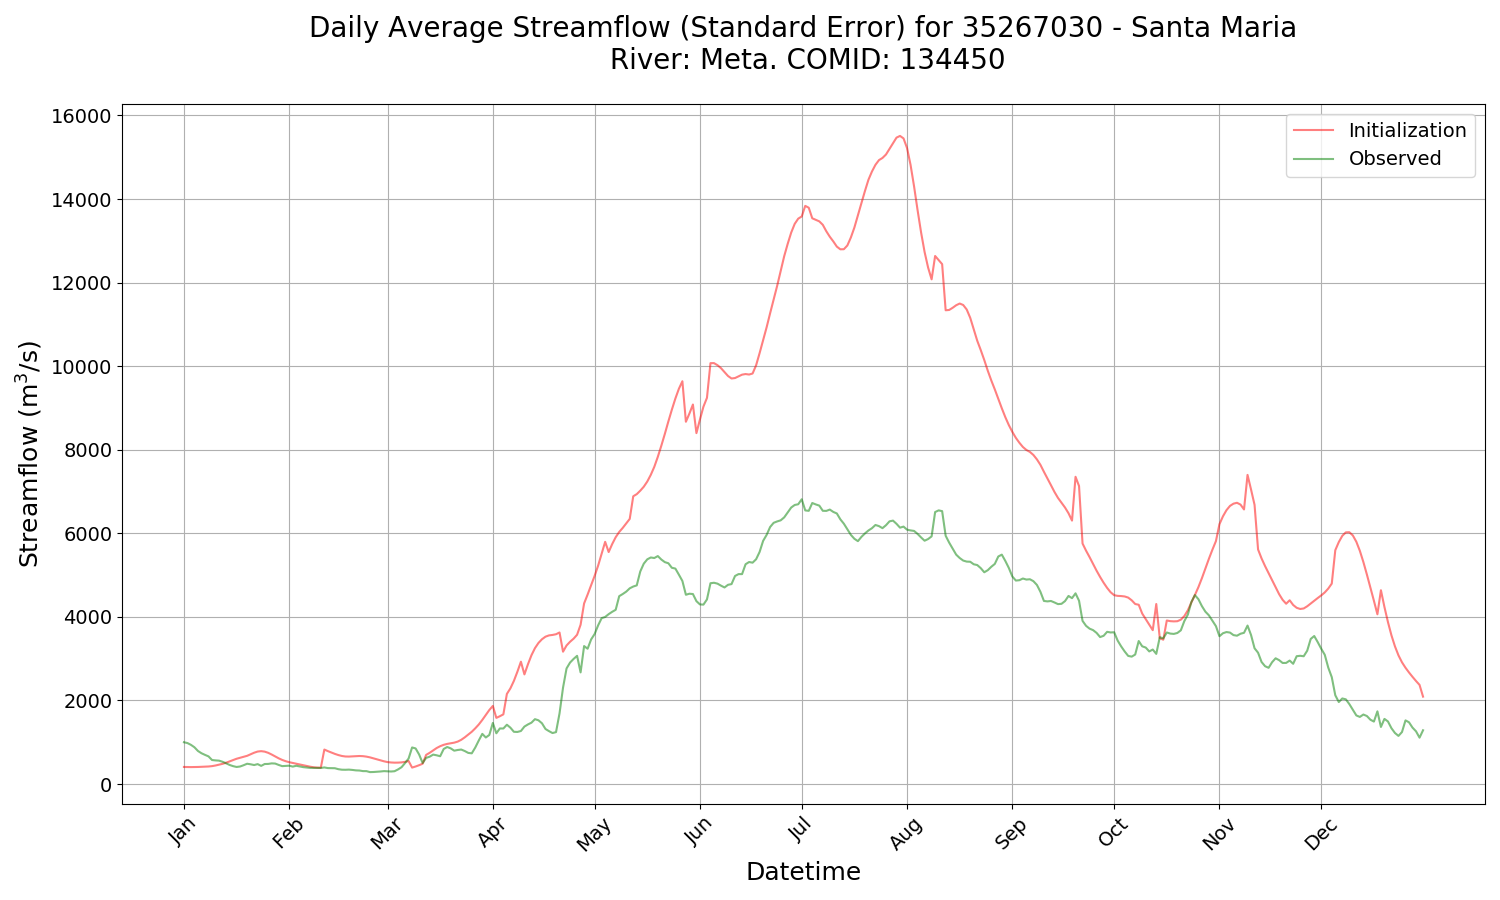 Daily Average Streamflow (Standard Error) for 35267030 - Santa Maria
River: Meta. COMID: 134450
Initialization
Observed
16000
14000
12000
10000
8000
6000
4000
2000
0
Streamflow (m³/s)
Jan Feb Mar Apr May Jun Jul Aug Sep Oct Nov Dec
Datetime